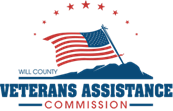 WILL COUNTY
VETERANS ASSISTANCE
COMMISSION